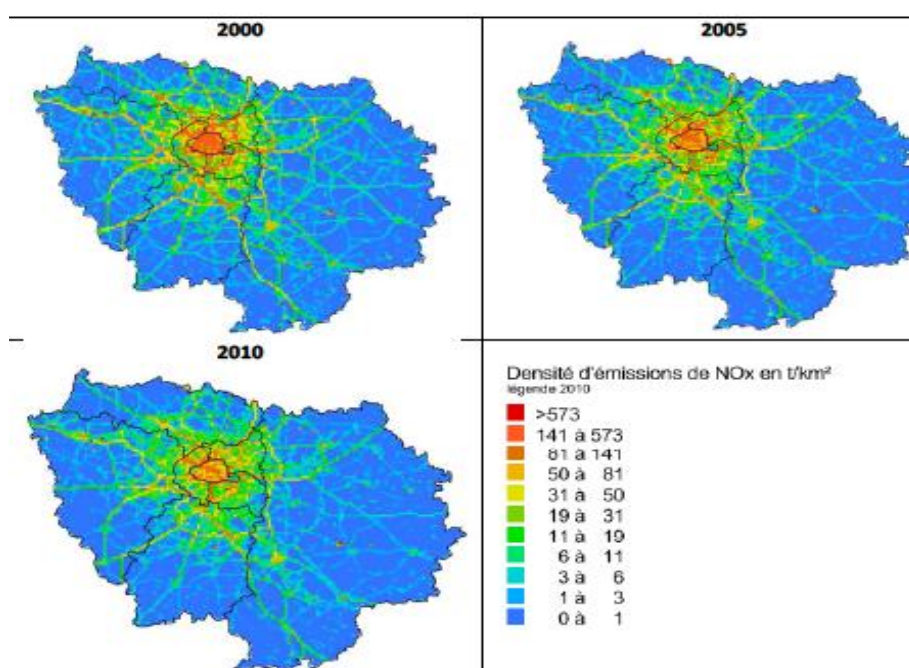 2000
2005
2010
Densité d'émissions de NOx en t/km²
légende 2010
>573
141 à 573
81 à 141
50 à 81
31 à 50
19 à 31
11 à 19
6 à 11
3 à 6
1 à 3
0 à 1